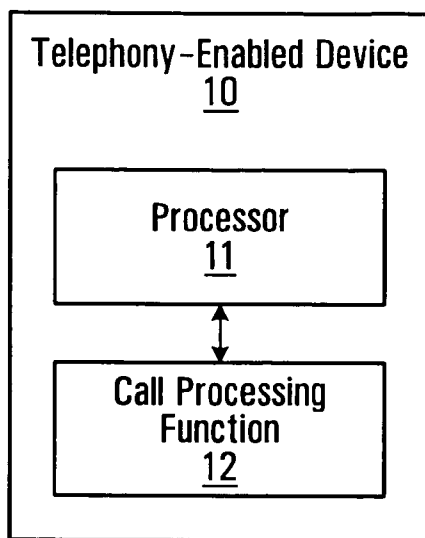 Telephony-Enabled Device
10
Processor
11
Call Processing
Function
12